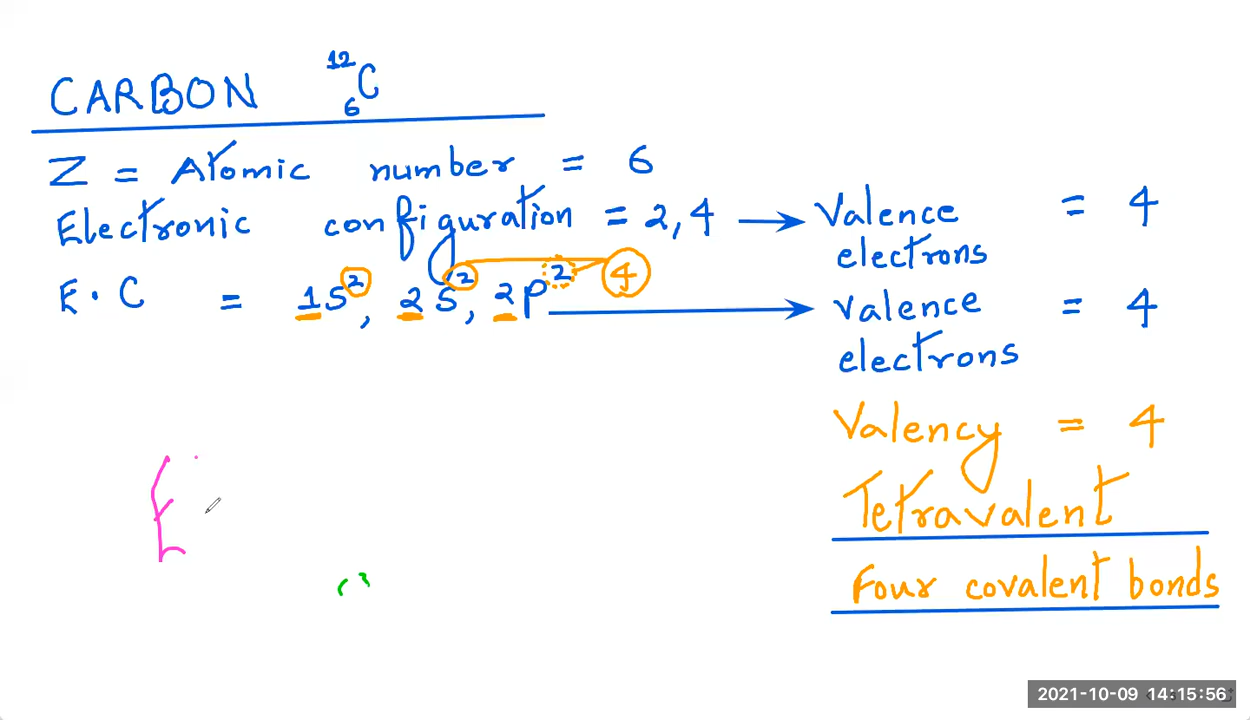 CARBON ¹²₆C
Z = Atomic number = 6
Electronic configuration = 2,4 → Valence electrons = 4
E.C = 1S², 2S², 2P² 4 → valence electrons = 4
Valency = 4
Tetravalent
Four covalent bonds
E
2021-10-09 14:15:56